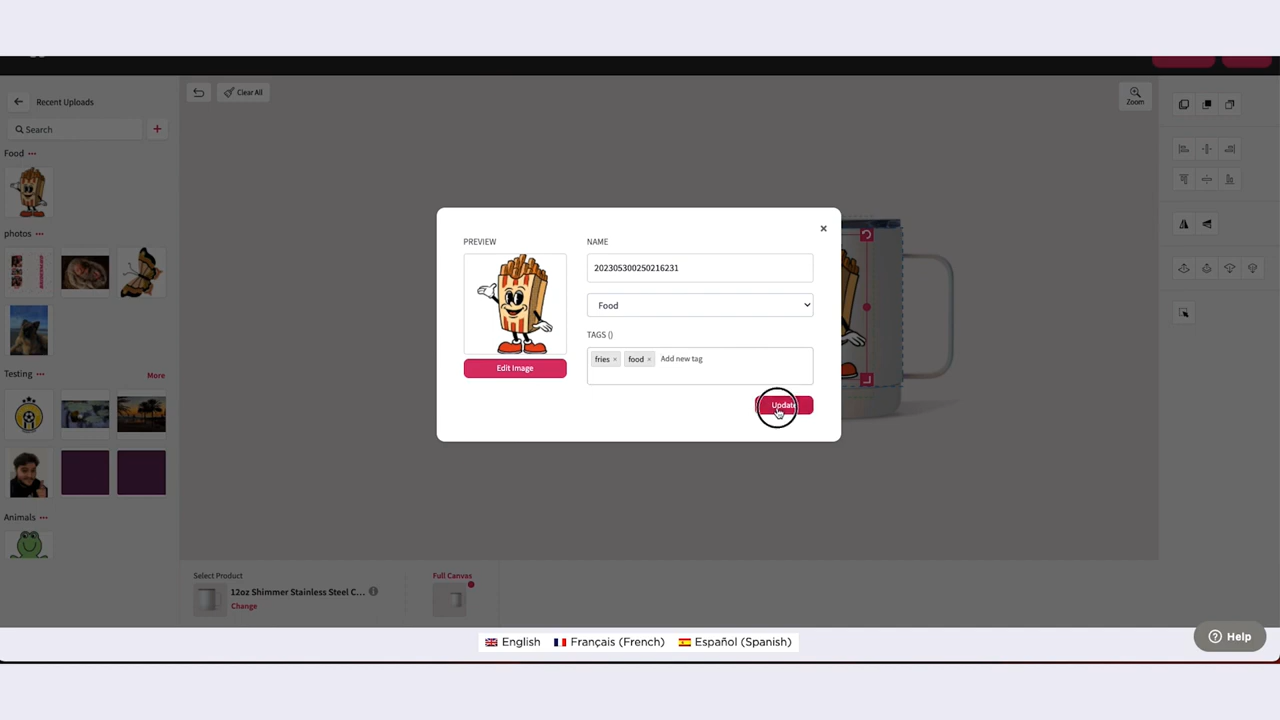 Clear All
Zoom
Recent Uploads
Search
Food
photos
Testing
More
Animals
PREVIEW
Edit Image
NAME
202305300250216231
Food
TAGS ()
fries × food × Add new tag
Update
Select Product
12oz Shimmer Stainless Steel C...
Change
Full Canvas
English Français (French) Español (Spanish)
Help